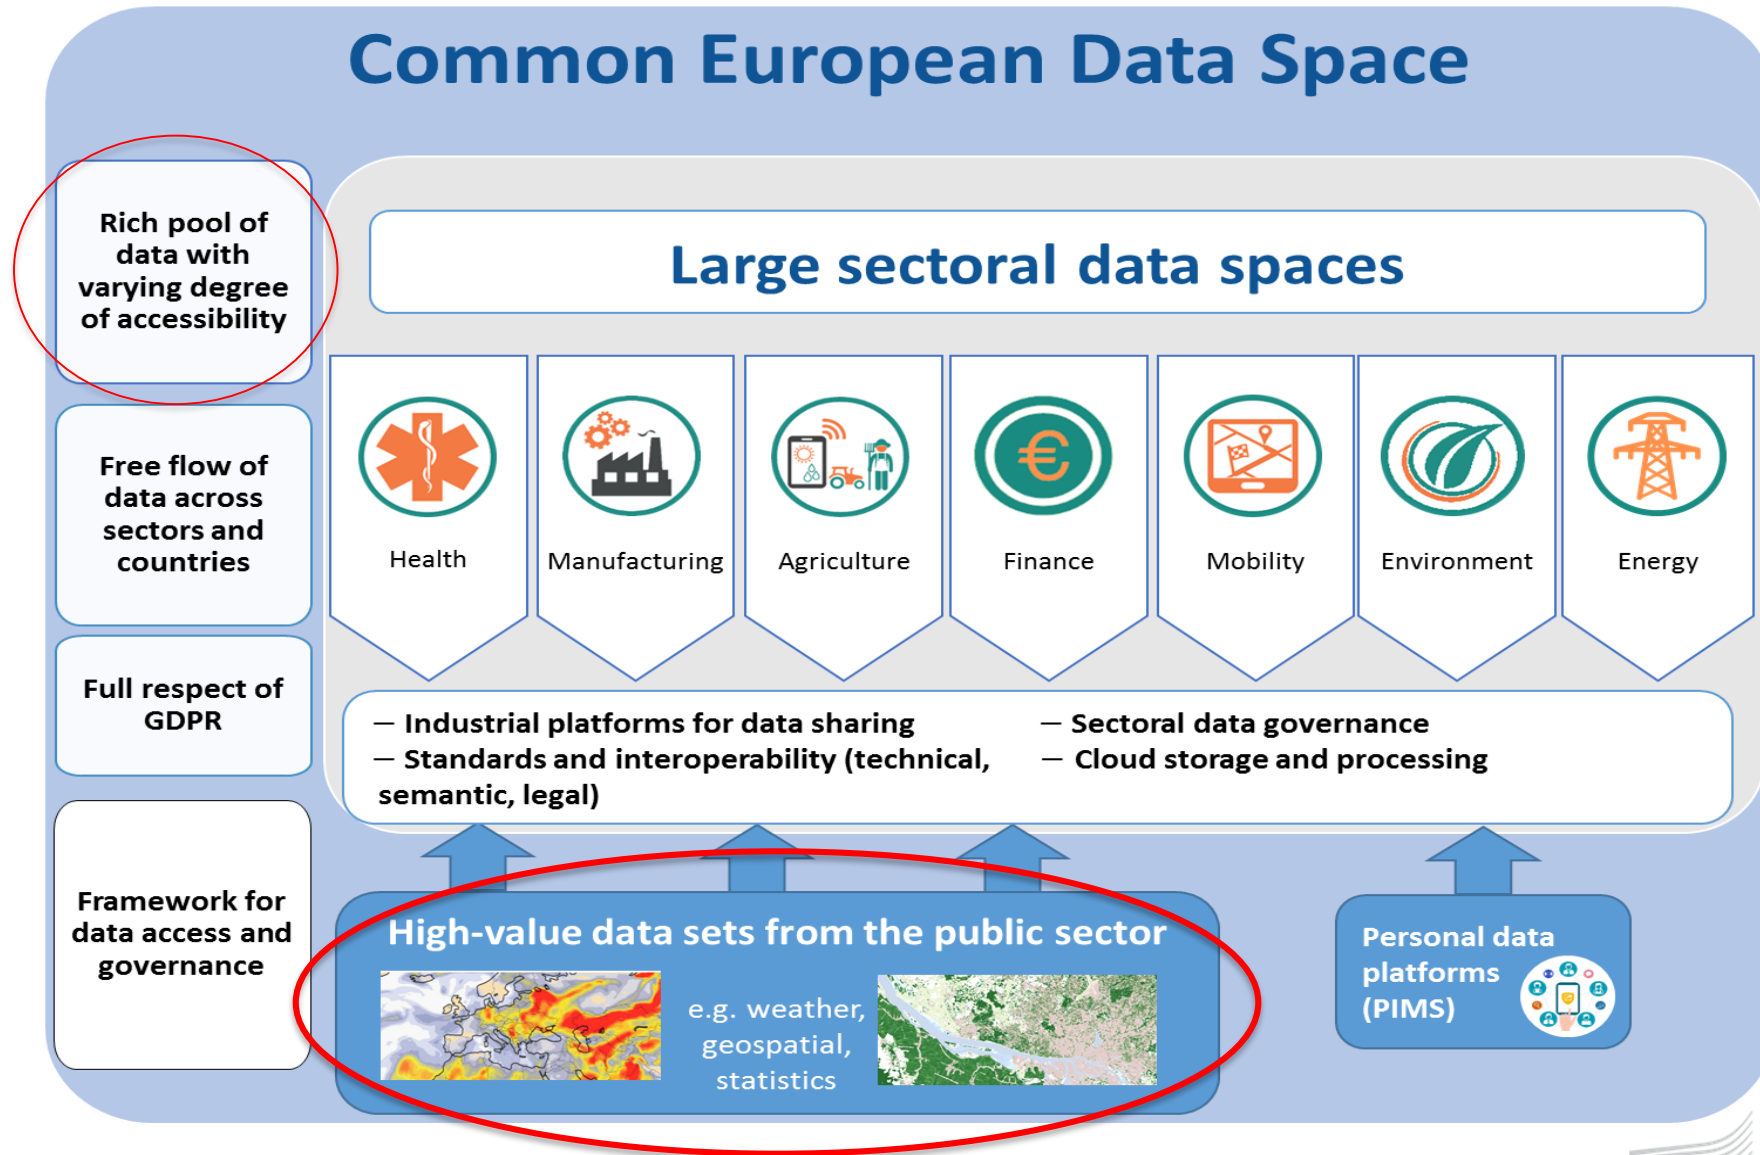 Common European Data Space
Rich pool of
data with
varying degree
of accessibility
Free flow of
data across
sectors and
countries
Full respect of
GDPR
Framework for
data access and
governance
Large sectoral data spaces
Health
Manufacturing
Agriculture
Finance
Mobility
Environment
Energy
— Industrial platforms for data sharing
— Standards and interoperability (technical,
semantic, legal)
— Sectoral data governance
— Cloud storage and processing
High-value data sets from the public sector
e.g. weather,
geospatial,
statistics
Personal data
platforms
(PIMS)